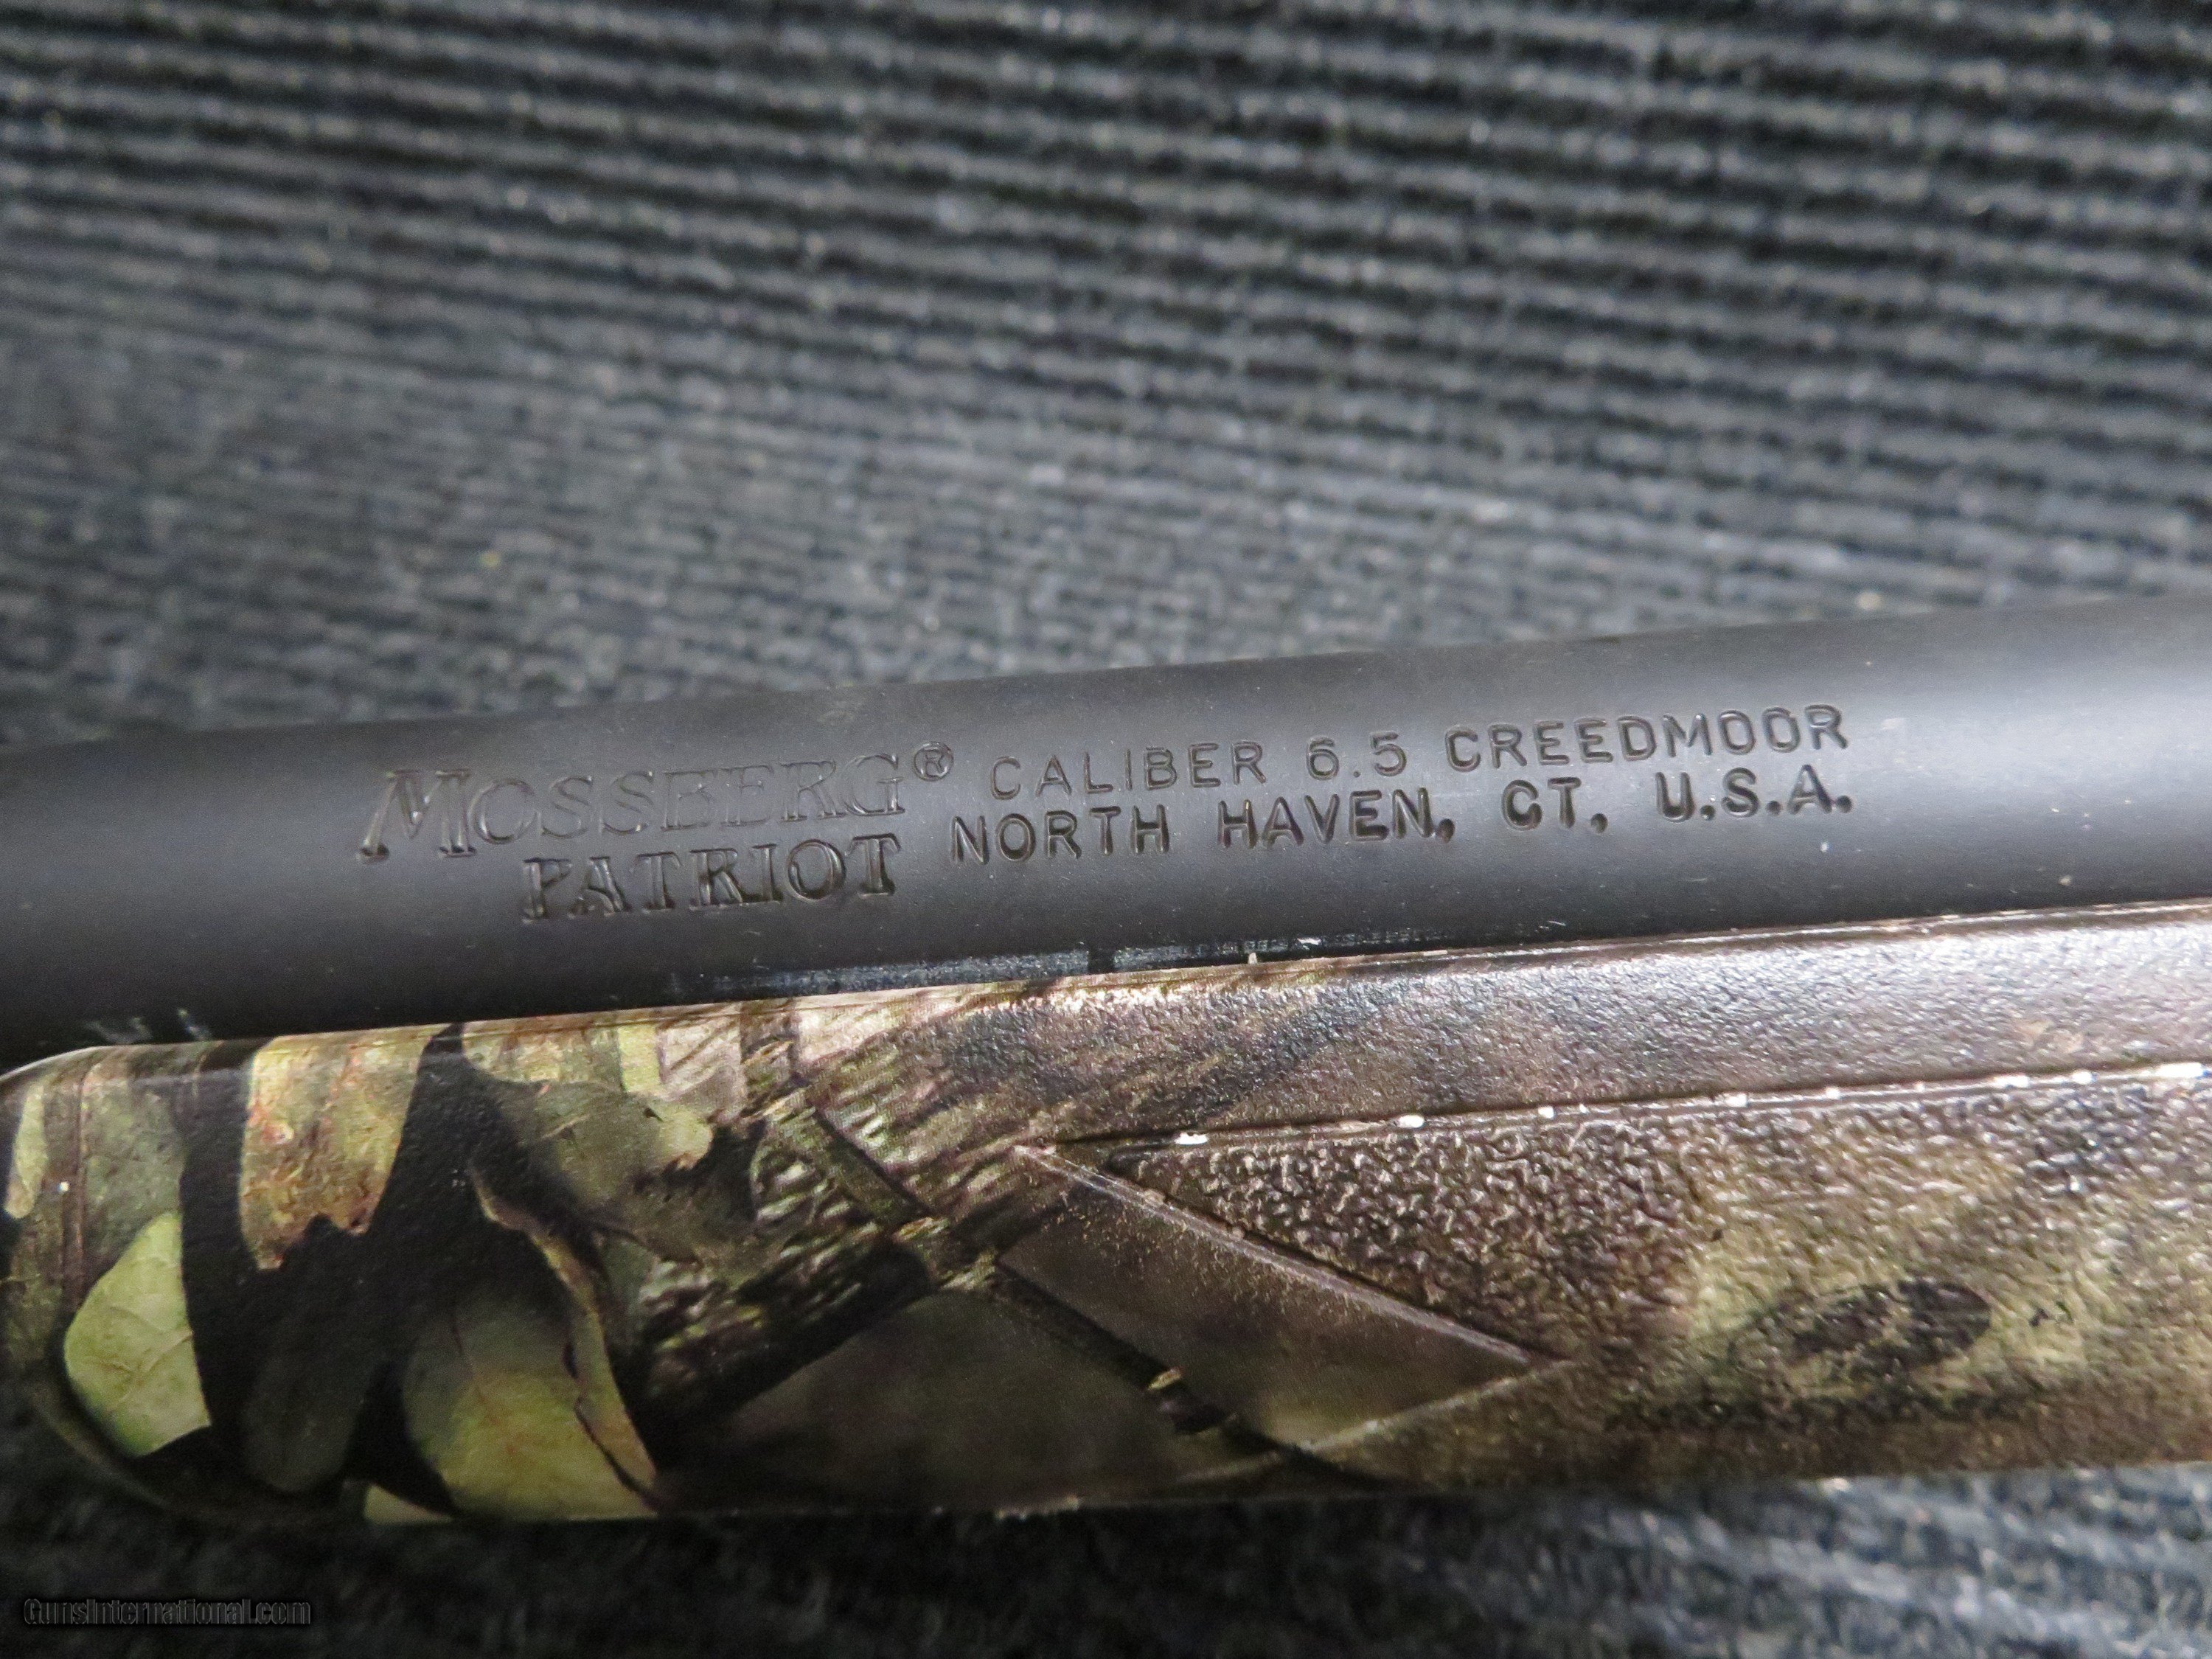 MOSSBERG® CALIBER 6.5 CREEDMOOR
PATRIOT NORTH HAVEN, CT. U.S.A.
GunsInternational.com